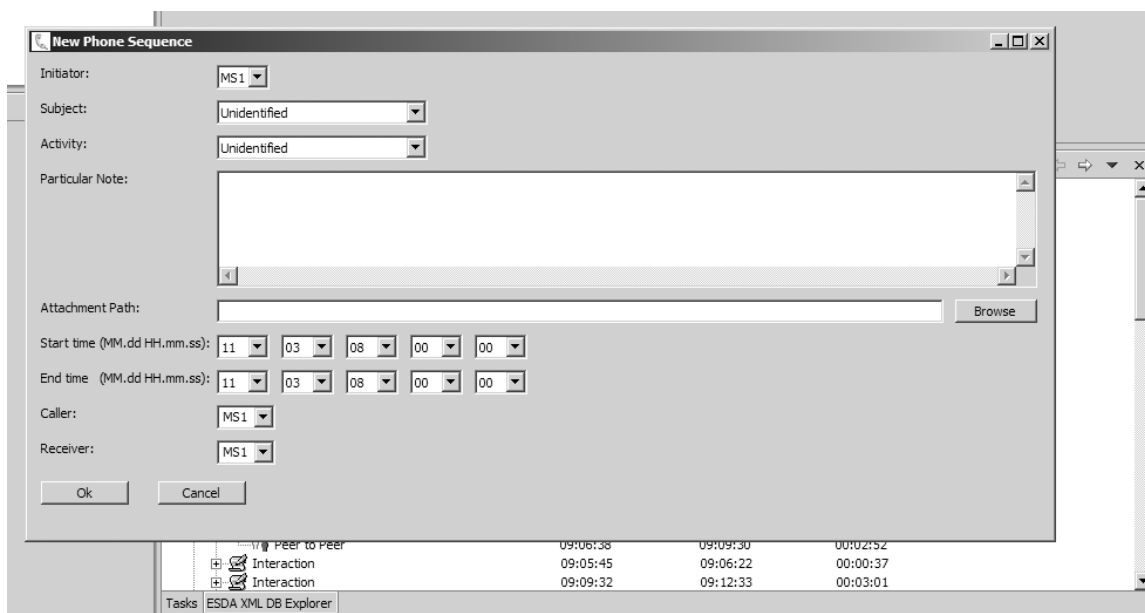 New Phone Sequence
Initiator: MS1
Subject: Unidentified
Activity: Unidentified
Particular Note:
Attachment Path: Browse
Start time (MM.dd HH.mm.ss): 11 03 08 00 00
End time (MM.dd HH.mm.ss): 11 03 08 00 00
Caller: MS1
Receiver: MS1
Ok Cancel
Peer to Peer 09:06:38 09:09:30 00:02:52
Interaction 09:05:45 09:06:22 00:00:37
Interaction 09:09:32 09:12:33 00:03:01
Tasks ESDA XML DB Explorer